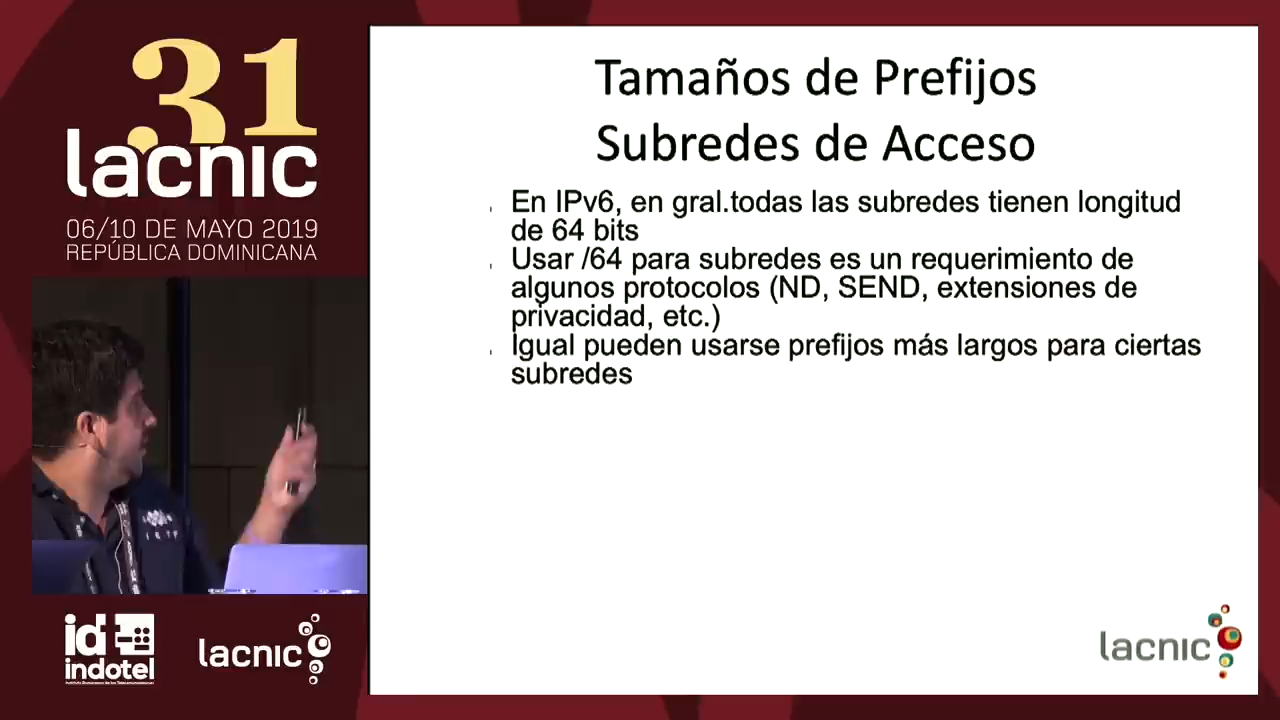 31
lacnic
06/10 DE MAYO 2019
REPÚBLICA DOMINICANA
Tamaños de Prefijos
Subredes de Acceso
En IPv6, en gral.todas las subredes tienen longitud
de 64 bits
Usar /64 para subredes es un requerimiento de
algunos protocolos (ND, SEND, extensiones de
privacidad, etc.)
Igual pueden usarse prefijos más largos para ciertas
subredes
I E T F
id
indotel
lacnic
lacnic